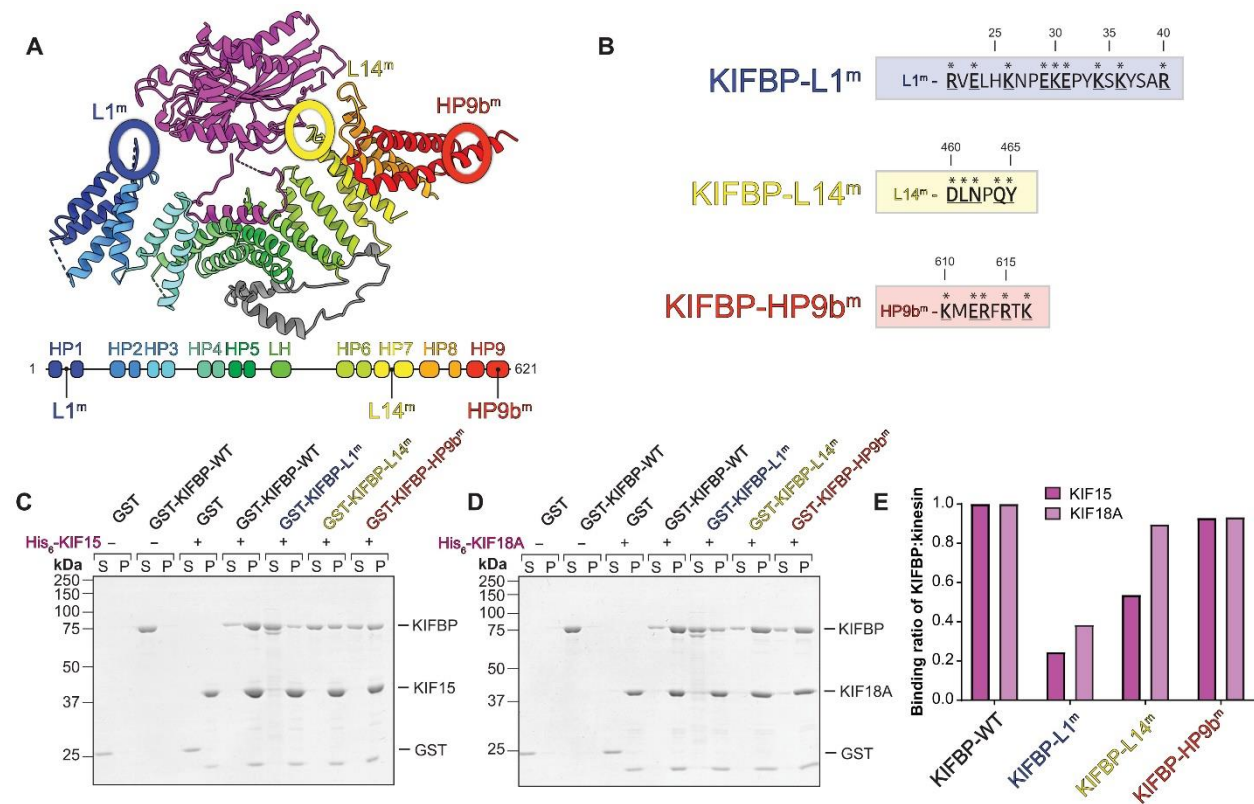 A
L1ᵐ
L14ᵐ
HP9bᵐ
HP1 HP2 HP3 HP4 HP5 LH HP6 HP7 HP8 HP9
1 621
L1ᵐ L14ᵐ HP9bᵐ
B
25 30 35 40
* * * * * * * * *
KIFBP-L1ᵐ L1ᵐ - RVELHKNPEKEPYKSKYSAR
460 465
* * * * *
KIFBP-L14ᵐ L14ᵐ - DLNPQY
610 615
* * * * *
KIFBP-HP9bᵐ HP9bᵐ - KMERFRTK
C
GST GST-KIFBP-WT GST GST-KIFBP-WT GST-KIFBP-L1ᵐ GST-KIFBP-L14ᵐ GST-KIFBP-HP9bᵐ
His₆-KIF15 – – + + + + +
kDa S P S P S P S P S P S P S P
250
150
100
75
50
37
25
KIFBP
KIF15
GST
D
GST GST-KIFBP-WT GST GST-KIFBP-WT GST-KIFBP-L1ᵐ GST-KIFBP-L14ᵐ GST-KIFBP-HP9bᵐ
His₆-KIF18A – – + + + + +
kDa S P S P S P S P S P S P S P
250
150
100
75
50
37
25
KIFBP
KIF18A
GST
E
KIF15
KIF18A
Binding ratio of KIFBP:kinesin
1.0
0.8
0.6
0.4
0.2
0.0
KIFBP-WT
KIFBP-L1ᵐ
KIFBP-L14ᵐ
KIFBP-HP9bᵐ